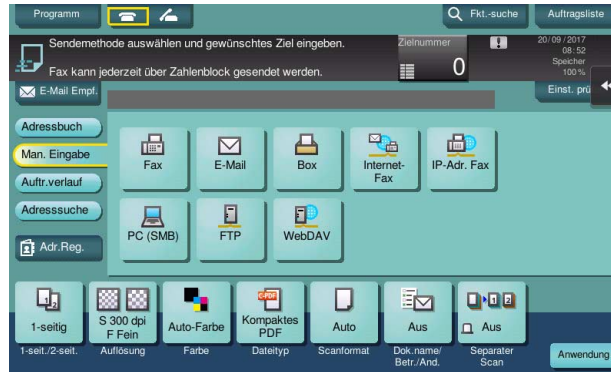 Programm
Fkt.-suche
Auftragsliste
Sendemethode auswählen und gewünschtes Ziel eingeben.
Fax kann jederzeit über Zahlenblock gesendet werden.
Zielnummer
0
20/09/2017
08:52
Speicher
100%
E-Mail Empf.
Einst. prü
Adressbuch
Man. Eingabe
Auftr.verlauf
Adresssuche
Adr.Reg.
Fax
E-Mail
Box
Internet-
Fax
IP-Adr. Fax
PC (SMB)
FTP
WebDAV
1-seitig
S 300 dpi
F Fein
Auto-Farbe
Kompaktes
PDF
Auto
Aus
Aus
1-seit./2-seit.
Auflösung
Farbe
Dateityp
Scanformat
Dok.name/
Betr./And.
Separater
Scan
Anwendung